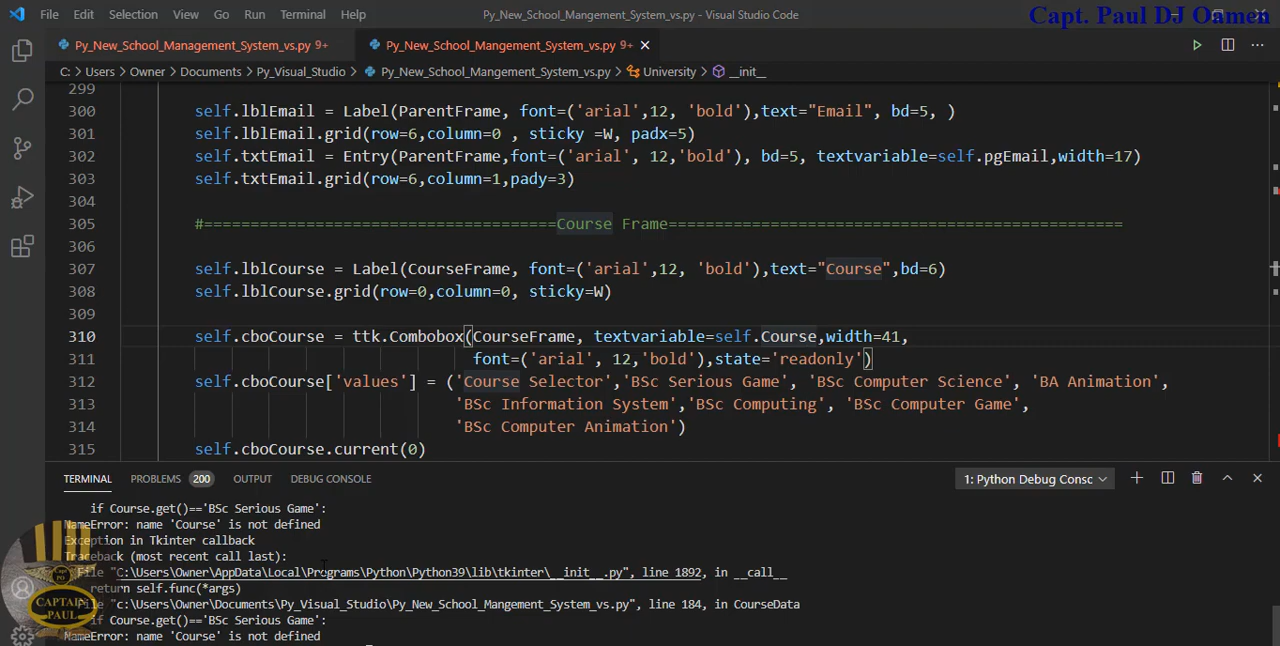 File Edit Selection View Go Run Terminal Help Py_New_School_Mangement_System_vs.py - Visual Studio Code Capt. Paul DJ Oamen
Py_New_School_Mangement_System_vs.py 9+ Py_New_School_Mangement_System_vs.py 9+
C: > Users > Owner > Documents > Py_Visual_Studio > Py_New_School_Mangement_System_vs.py > University > __init__
299
300 self.lblEmail = Label(ParentFrame, font=('arial',12, 'bold'),text="Email", bd=5, )
301 self.lblEmail.grid(row=6,column=0 , sticky =W, padx=5)
302 self.txtEmail = Entry(ParentFrame,font=('arial', 12,'bold'), bd=5, textvariable=self.pgEmail,width=17)
303 self.txtEmail.grid(row=6,column=1,pady=3)
304
305 #=======================================Course Frame==================================================
306
307 self.lblCourse = Label(CourseFrame, font=('arial',12, 'bold'),text="Course",bd=6)
308 self.lblCourse.grid(row=0,column=0, sticky=W)
309
310 self.cboCourse = ttk.Combobox(CourseFrame, textvariable=self.Course,width=41,
311 font=('arial', 12,'bold'),state='readonly')
312 self.cboCourse['values'] = ('Course Selector','BSc Serious Game', 'BSc Computer Science', 'BA Animation',
313 'BSc Information System','BSc Computing', 'BSc Computer Game',
314 'BSc Computer Animation')
315 self.cboCourse.current(0)
TERMINAL PROBLEMS 200 OUTPUT DEBUG CONSOLE 1: Python Debug Consc
if Course.get()=='BSc Serious Game':
NameError: name 'Course' is not defined
Exception in Tkinter callback
Traceback (most recent call last):
File "C:\Users\Owner\AppData\Local\Programs\Python\Python39\lib\tkinter\__init__.py", line 1892, in __call__
return self.func(*args)
File "c:\Users\Owner\Documents\Py_Visual_Studio\Py_New_School_Mangement_System_vs.py", line 184, in CourseData
if Course.get()=='BSc Serious Game':
NameError: name 'Course' is not defined
CAPTAIN
PAUL